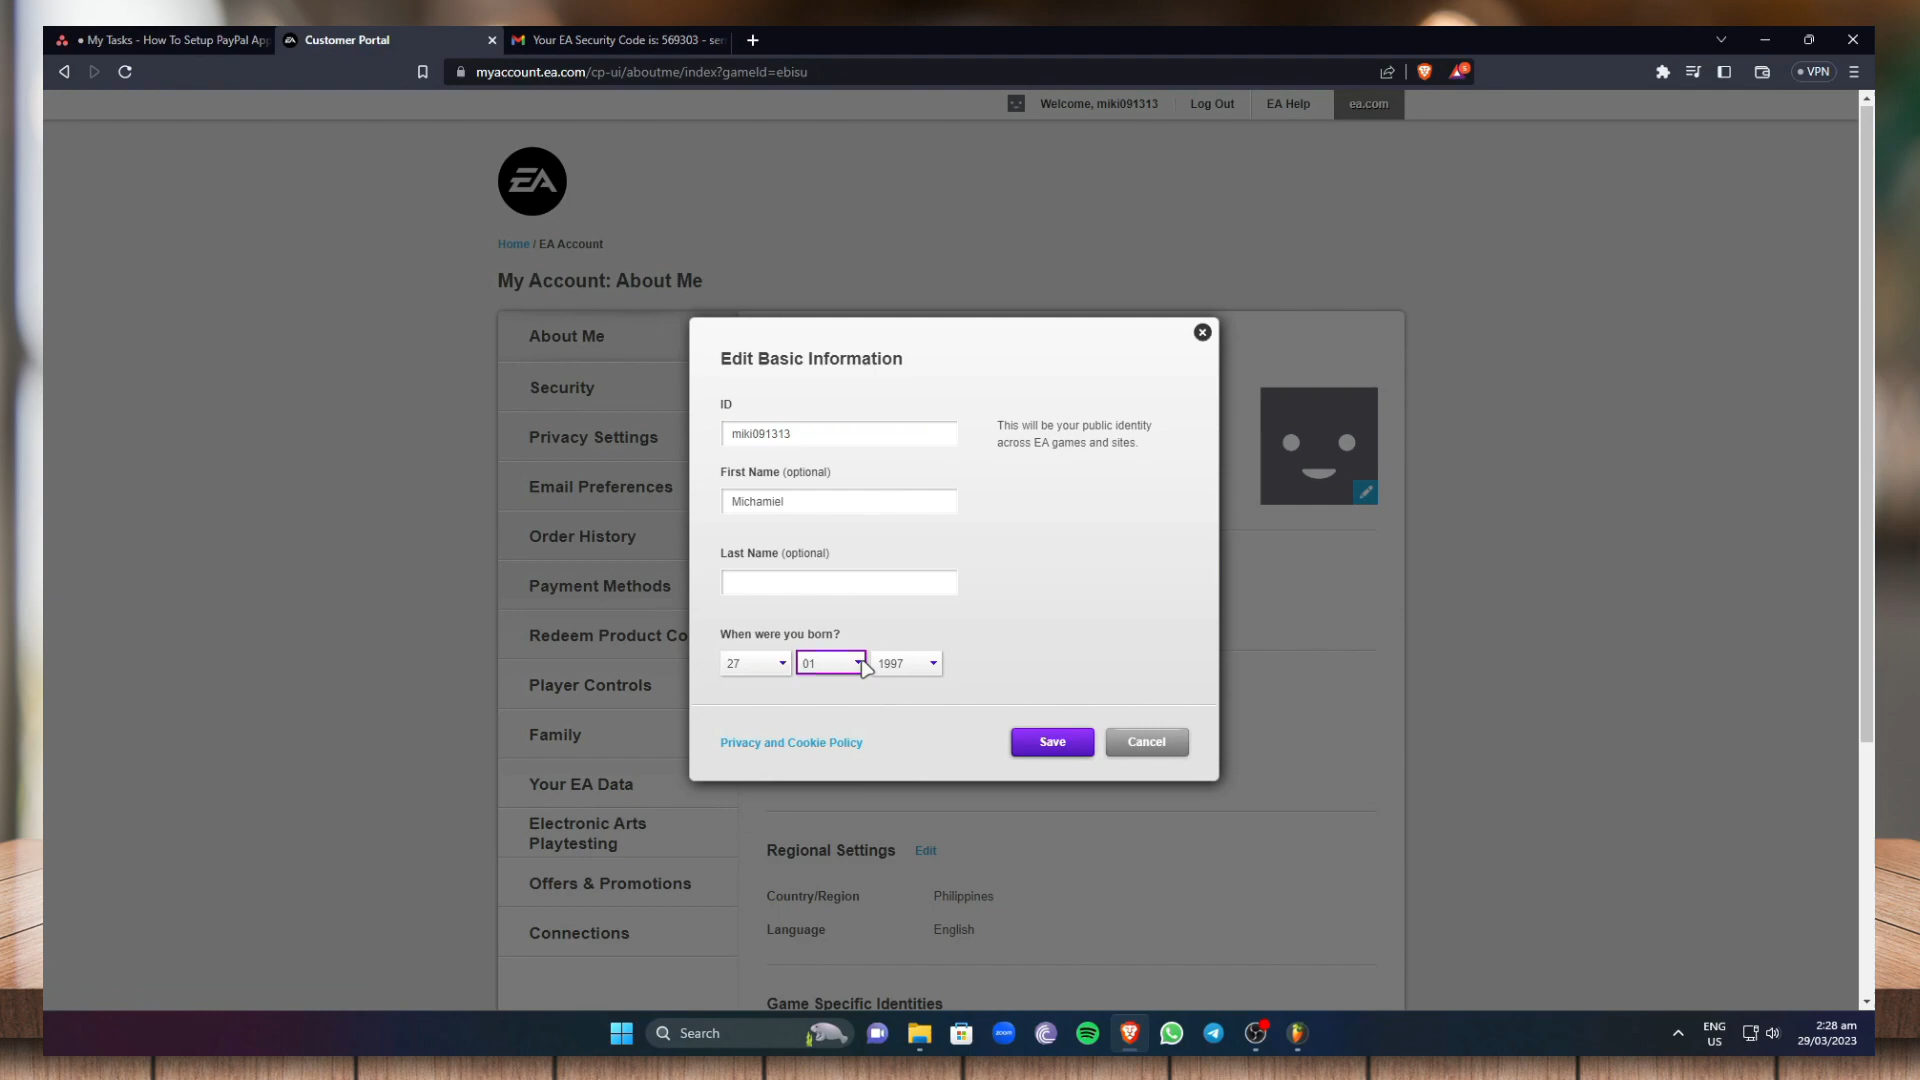 My Tasks - How To Setup PayPal App
Customer Portal
Your EA Security Code is: 569303 - sen
myaccount.ea.com/cp-ui/aboutme/index?gameId=ebisu
5
VPN
Welcome, miki091313
Log Out
EA Help
ea.com
EA
Home / EA Account
My Account: About Me
About Me
Security
Privacy Settings
Email Preferences
Order History
Payment Methods
Redeem Product Co
Player Controls
Family
Your EA Data
Electronic Arts
Playtesting
Offers & Promotions
Connections
Edit Basic Information
ID
miki091313
This will be your public identity
across EA games and sites.
First Name (optional)
Michamiel
Last Name (optional)
When were you born?
27
01
1997
Privacy and Cookie Policy
Save
Cancel
Regional Settings
Edit
Country/Region
Philippines
Language
English
Game Specific Identities
Search
zoom
ENG
US
2:28 am
29/03/2023